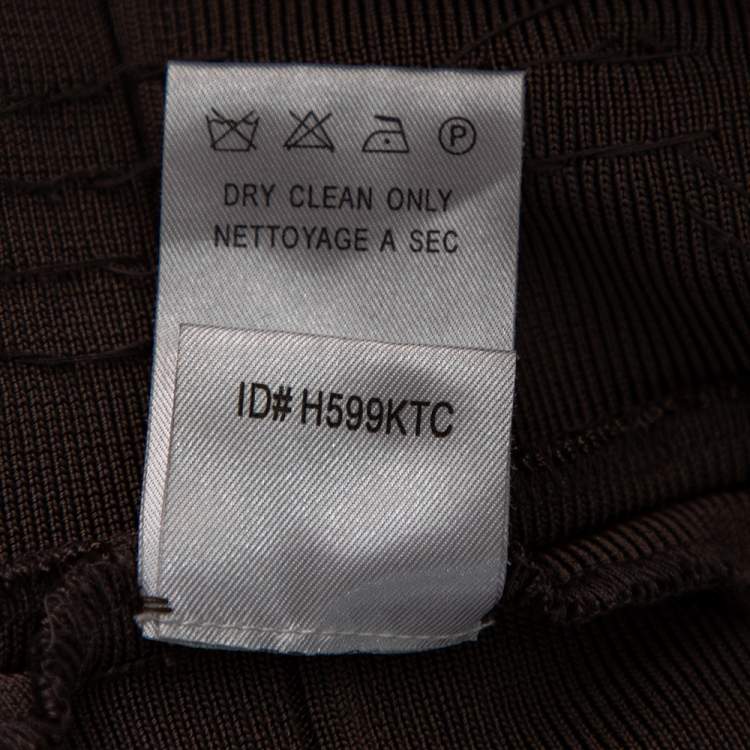 P
DRY CLEAN ONLY
NETTOYAGE A SEC
ID# H599KTC